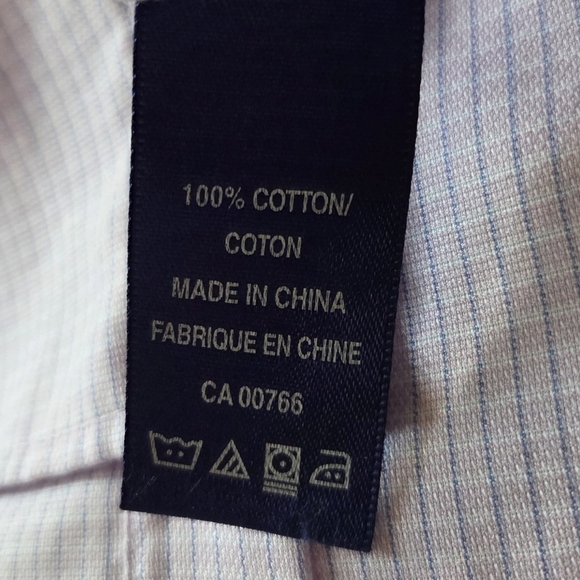 100% COTTON/
COTON
MADE IN CHINA
FABRIQUE EN CHINE
CA 00766